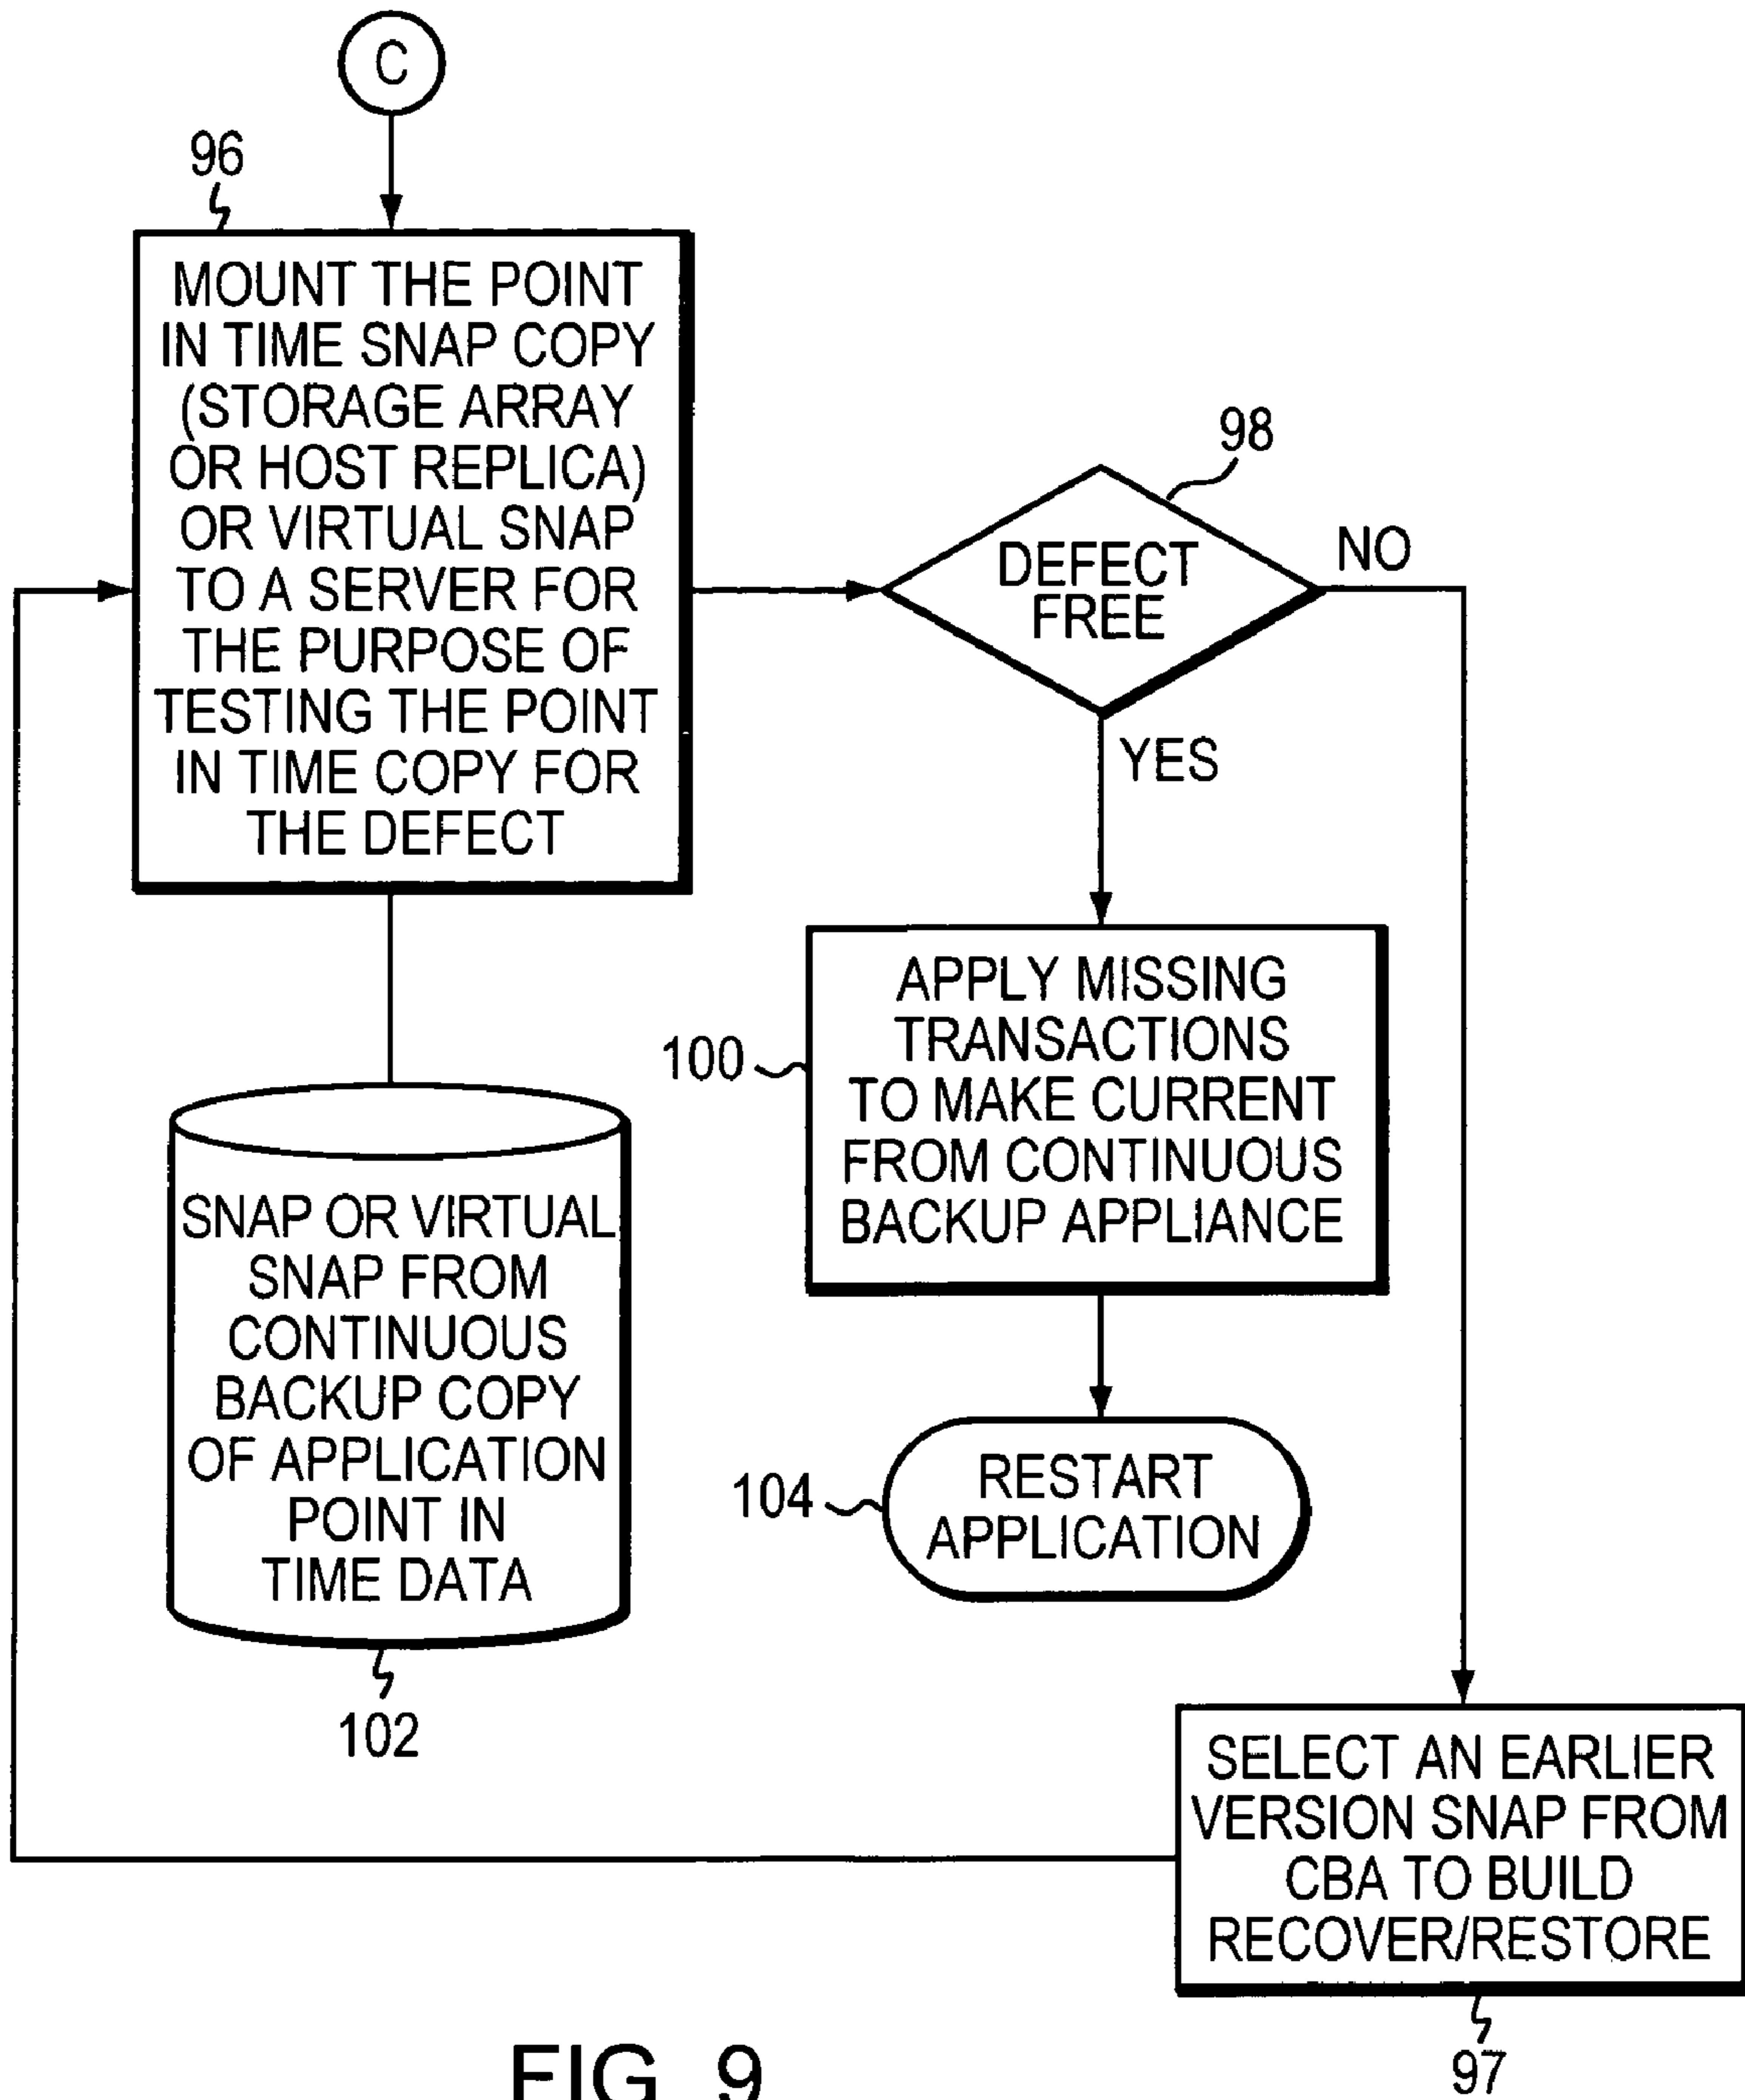 C
96
MOUNT THE POINT
IN TIME SNAP COPY
(STORAGE ARRAY
OR HOST REPLICA)
OR VIRTUAL SNAP
TO A SERVER FOR
THE PURPOSE OF
TESTING THE POINT
IN TIME COPY FOR
THE DEFECT
98
DEFECT
FREE
NO
YES
100
APPLY MISSING
TRANSACTIONS
TO MAKE CURRENT
FROM CONTINUOUS
BACKUP APPLIANCE
SNAP OR VIRTUAL
SNAP FROM
CONTINUOUS
BACKUP COPY
OF APPLICATION
POINT IN
TIME DATA
102
104
RESTART
APPLICATION
SELECT AN EARLIER
VERSION SNAP FROM
CBA TO BUILD
RECOVER/RESTORE
97
FIG. 9